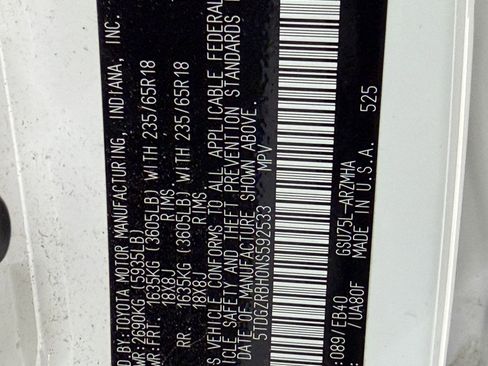 D.BY:TOYOTA MOTOR MANUFACTURING, INDIANA, INC.
WR:2690KG (5935LB)
WR:FRT 1635KG (3605LB) WITH 235/65R18
18X8J RIMS,
RR. 1635KG (3605LB) WITH 235/65R18
18X8J RIMS,
S VEHICLE CONFORMS TO ALL APPLICABLE FEDERAL
ICLE SAFETY AND THEFT PREVENTION STANDARDS
DATE OF MANUFACTURE SHOWN ABOVE.
5TDGZRBH0NS592533 MPV
:089/EB40 GSU75L-ARZMHA 525
/UA80F MADE IN U.S.A.